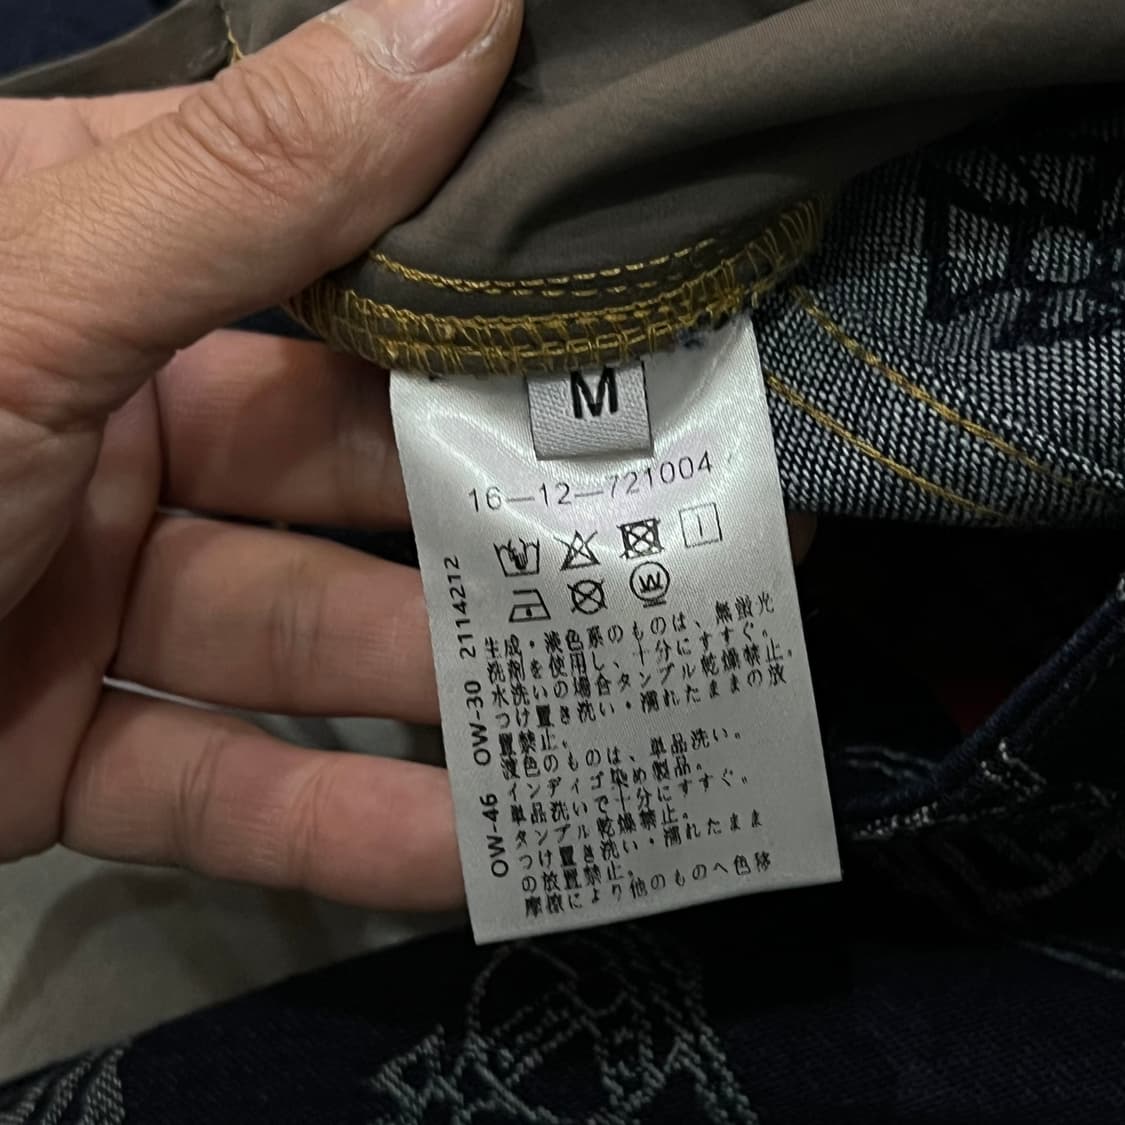 M
16—12—721004
W
生成・淡色系のものは、無蛍光
洗剤を使用し、十分にすすぐ。
水洗いの場合タンブル乾燥禁止。
つけ置き洗い・濡れたままの放
置禁止。
濃色のものは、単品洗い。
インディゴ染め製品。
単品洗いで十分にすすぐ。
タンブル乾燥禁止。
つけ置き洗い・濡れたまま
の放置禁止。
摩擦により他のものへ色移
OW-46 OW-30 2114212